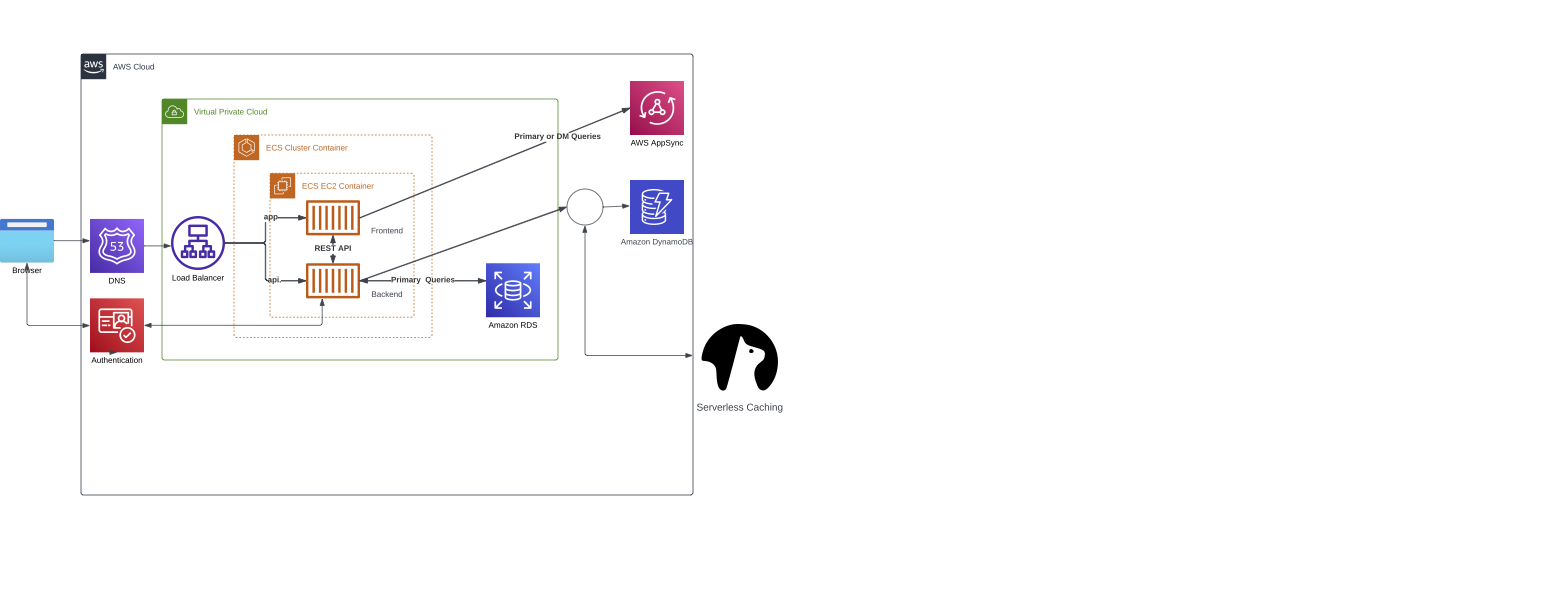 aws
AWS Cloud
Virtual Private Cloud
ECS Cluster Container
ECS EC2 Container
Primary or DM Queries
AWS AppSync
app
Frontend
REST API
Amazon DynamoDB
53
Browser
DNS
Load Balancer
api
Primary  Queries
Backend
Amazon RDS
Authentication
Serverless Caching